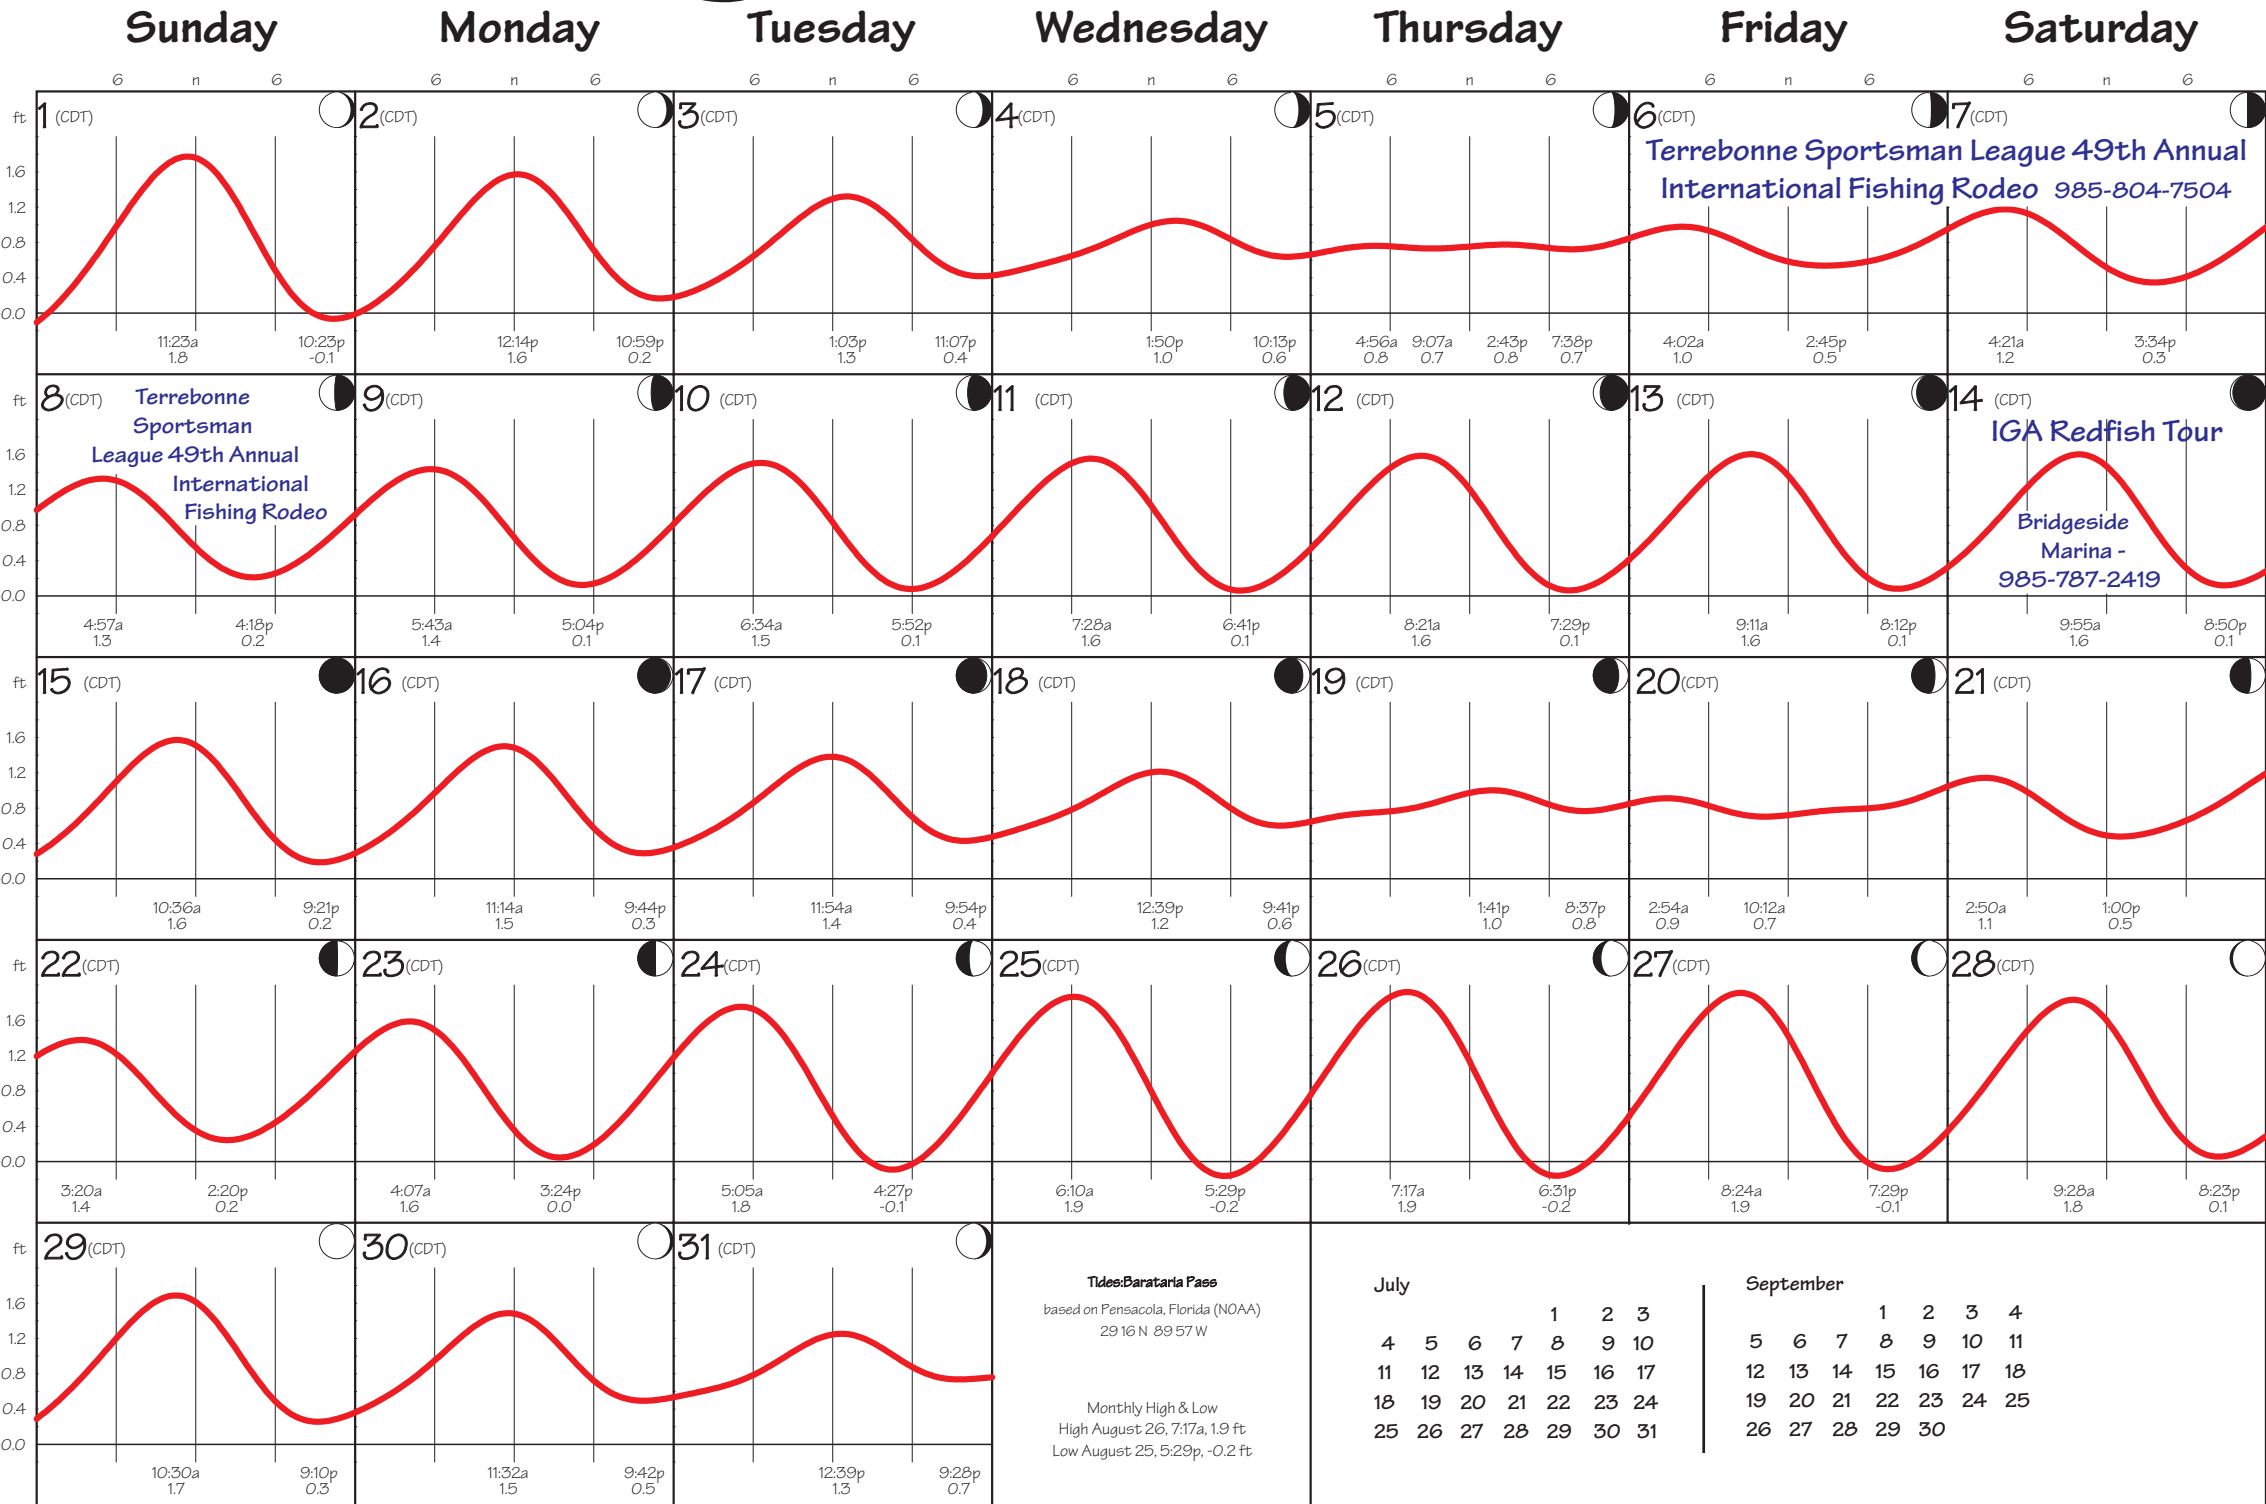 Sunday Monday Tuesday Wednesday Thursday Friday Saturday
6 n 6 6 n 6 6 n 6 6 n 6 6 n 6 6 n 6 6 n 6
ft 1 (CDT) 2 (CDT) 3 (CDT) 4 (CDT) 5 (CDT) 6 (CDT) 7 (CDT)
Terrebonne Sportsman League 49th Annual
International Fishing Rodeo 985-804-7504
1.6
1.2
0.8
0.4
0.0
11:23a 10:23p 12:14p 10:59p 1:03p 11:07p 1:50p 10:13p 4:56a 9:07a 2:43p 7:38p 4:02a 2:45p 4:21a 3:34p
1.8 -0.1 1.6 0.2 1.3 0.4 1.0 0.6 0.8 0.7 0.8 0.7 1.0 0.5 1.2 0.3
ft 8 (CDT) 9 (CDT) 10 (CDT) 11 (CDT) 12 (CDT) 13 (CDT) 14 (CDT)
Terrebonne
Sportsman
League 49th Annual
International
Fishing Rodeo
IGA Redfish Tour
Bridgeside
Marina -
985-787-2419
1.6
1.2
0.8
0.4
0.0
4:57a 4:18p 5:43a 5:04p 6:34a 5:52p 7:28a 6:41p 8:21a 7:29p 9:11a 8:12p 9:55a 8:50p
1.3 0.2 1.4 0.1 1.5 0.1 1.6 0.1 1.6 0.1 1.6 0.1 1.6 0.1
ft 15 (CDT) 16 (CDT) 17 (CDT) 18 (CDT) 19 (CDT) 20 (CDT) 21 (CDT)
1.6
1.2
0.8
0.4
0.0
10:36a 9:21p 11:14a 9:44p 11:54a 9:54p 12:39p 9:41p 1:41p 8:37p 2:54a 10:12a 2:50a 1:00p
1.6 0.2 1.5 0.3 1.4 0.4 1.2 0.6 1.0 0.8 0.9 0.7 1.1 0.5
ft 22 (CDT) 23 (CDT) 24 (CDT) 25 (CDT) 26 (CDT) 27 (CDT) 28 (CDT)
1.6
1.2
0.8
0.4
0.0
3:20a 2:20p 4:07a 3:24p 5:05a 4:27p 6:10a 5:29p 7:17a 6:31p 8:24a 7:29p 9:28a 8:23p
1.4 0.2 1.6 0.0 1.8 -0.1 1.9 -0.2 1.9 -0.2 1.9 -0.1 1.8 0.1
ft 29 (CDT) 30 (CDT) 31 (CDT)
1.6
1.2
0.8
0.4
0.0
10:30a 9:10p 11:32a 9:42p 12:39p 9:28p
1.7 0.3 1.5 0.5 1.3 0.7
Tides:Barataria Pass
based on Pensacola, Florida (NOAA)
29 16 N 89 57 W
Monthly High & Low
High August 26, 7:17a, 1.9 ft
Low August 25, 5:29p, -0.2 ft
July
1 2 3
4 5 6 7 8 9 10
11 12 13 14 15 16 17
18 19 20 21 22 23 24
25 26 27 28 29 30 31
September
1 2 3 4
5 6 7 8 9 10 11
12 13 14 15 16 17 18
19 20 21 22 23 24 25
26 27 28 29 30